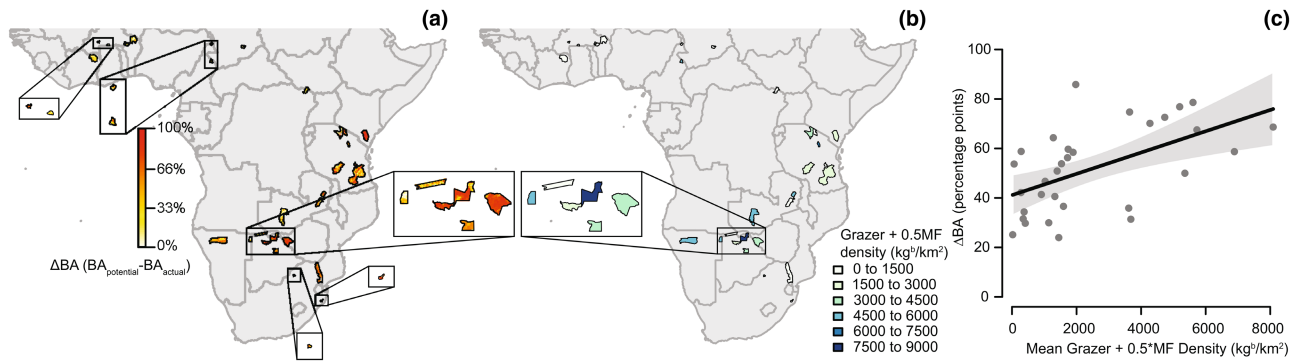 (a)
100%
66%
33%
0%
ΔBA (BApotential-BAactual)
(b)
Grazer + 0.5MF
density (kgᵇ/km²)
0 to 1500
1500 to 3000
3000 to 4500
4500 to 6000
6000 to 7500
7500 to 9000
(c)
ΔBA (percentage points)
100
80
60
40
20
0
0
2000
4000
6000
8000
Mean Grazer + 0.5*MF Density (kgᵇ/km²)